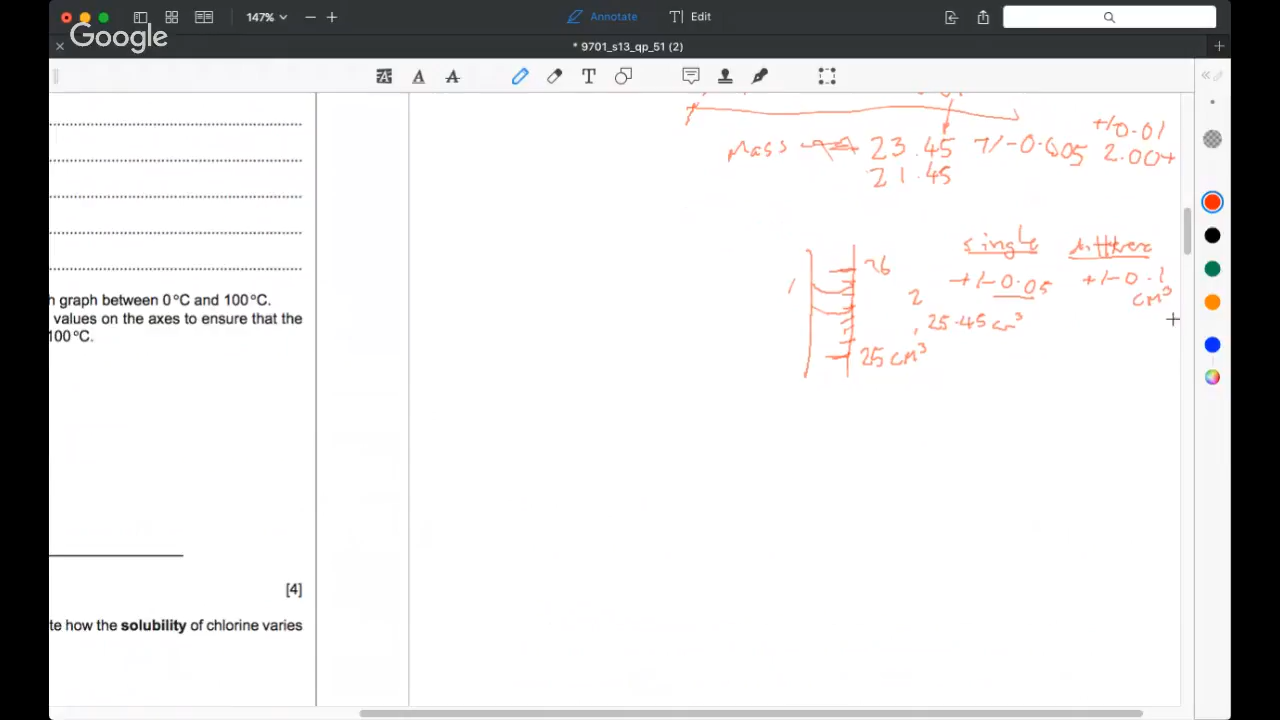 147%
Annotate
Edit
Google
* 9701_s13_qp_51 (2)
+/-0.01
Mass 23.45 +/-0.005 2.00+
21.45
single difference
26
+/-0.05 +/-0.1
cm³
2
25.45 cm³
25 cm³
h graph between 0°C and 100°C.
values on the axes to ensure that the
100°C.
[4]
te how the solubility of chlorine varies